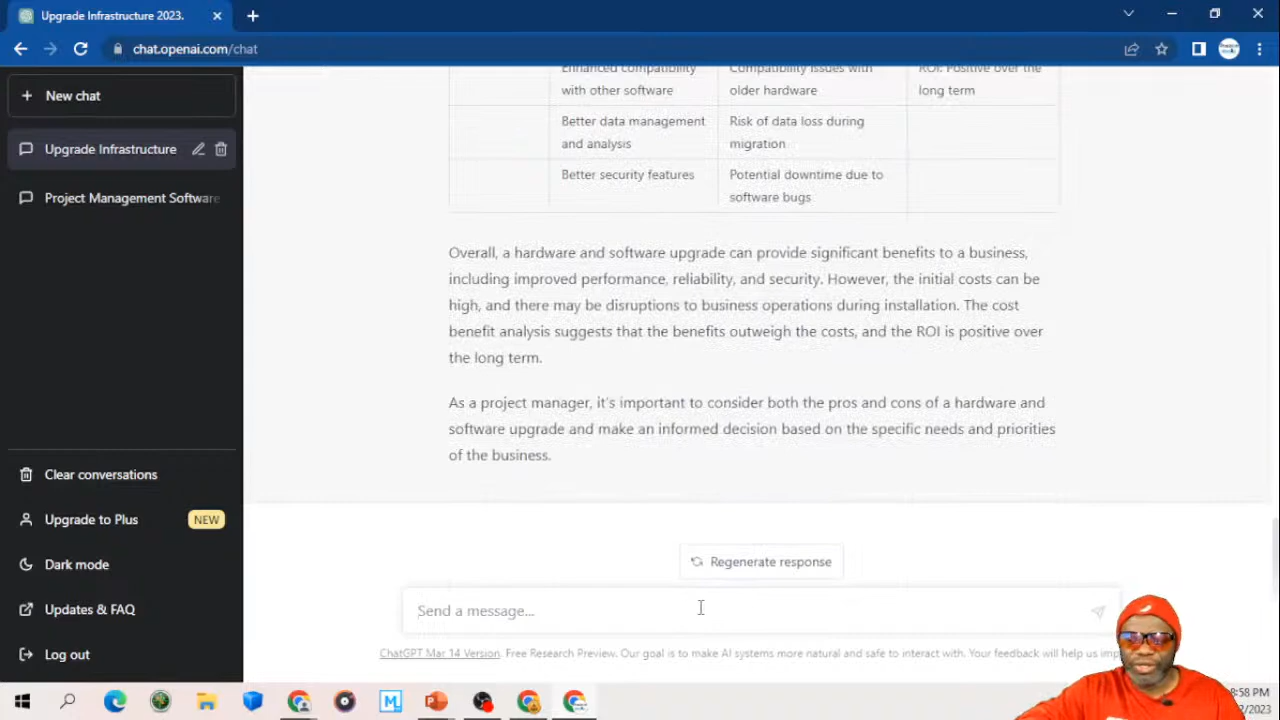 Upgrade Infrastructure 2023.
chat.openai.com/chat
New chat
Upgrade Infrastructure
Project Management Software
Clear conversations
Upgrade to Plus NEW
Dark mode
Updates & FAQ
Log out
Enhanced compatibility
with other software
Compatibility issues with
older hardware
ROI: Positive over the
long term
Better data management
and analysis
Risk of data loss during
migration
Better security features
Potential downtime due to
software bugs
Overall, a hardware and software upgrade can provide significant benefits to a business,
including improved performance, reliability, and security. However, the initial costs can be
high, and there may be disruptions to business operations during installation. The cost
benefit analysis suggests that the benefits outweigh the costs, and the ROI is positive over
the long term.
As a project manager, it's important to consider both the pros and cons of a hardware and
software upgrade and make an informed decision based on the specific needs and priorities
of the business.
Regenerate response
Send a message...
ChatGPT Mar 14 Version. Free Research Preview. Our goal is to make AI systems more natural and safe to interact with. Your feedback will help us imp
M
8:58 PM
/2023